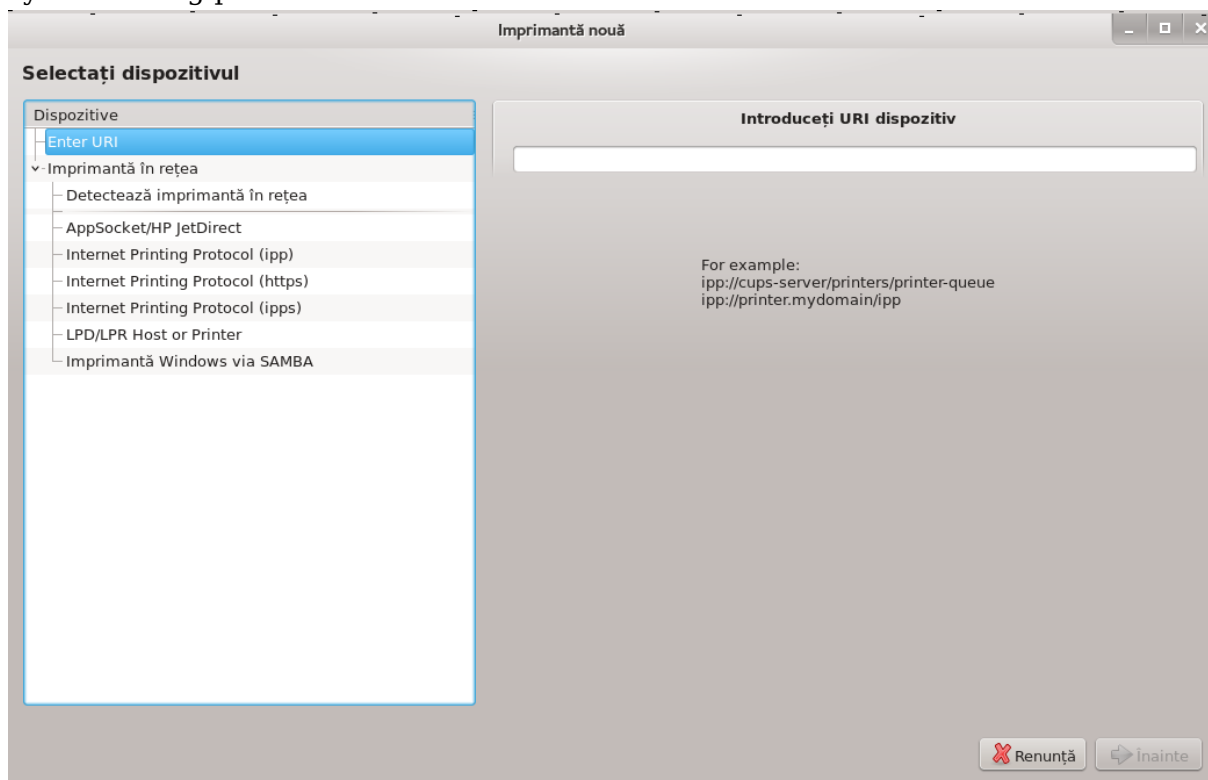 Imprimantă nouă
Selectați dispozitivul
Dispozitive
Enter URI
Imprimantă în rețea
Detectează imprimantă în rețea
AppSocket/HP JetDirect
Internet Printing Protocol (ipp)
Internet Printing Protocol (https)
Internet Printing Protocol (ipps)
LPD/LPR Host or Printer
Imprimantă Windows via SAMBA
Introduceți URI dispozitiv
For example:
ipp://cups-server/printers/printer-queue
ipp://printer.mydomain/ipp
Renunță
Înainte